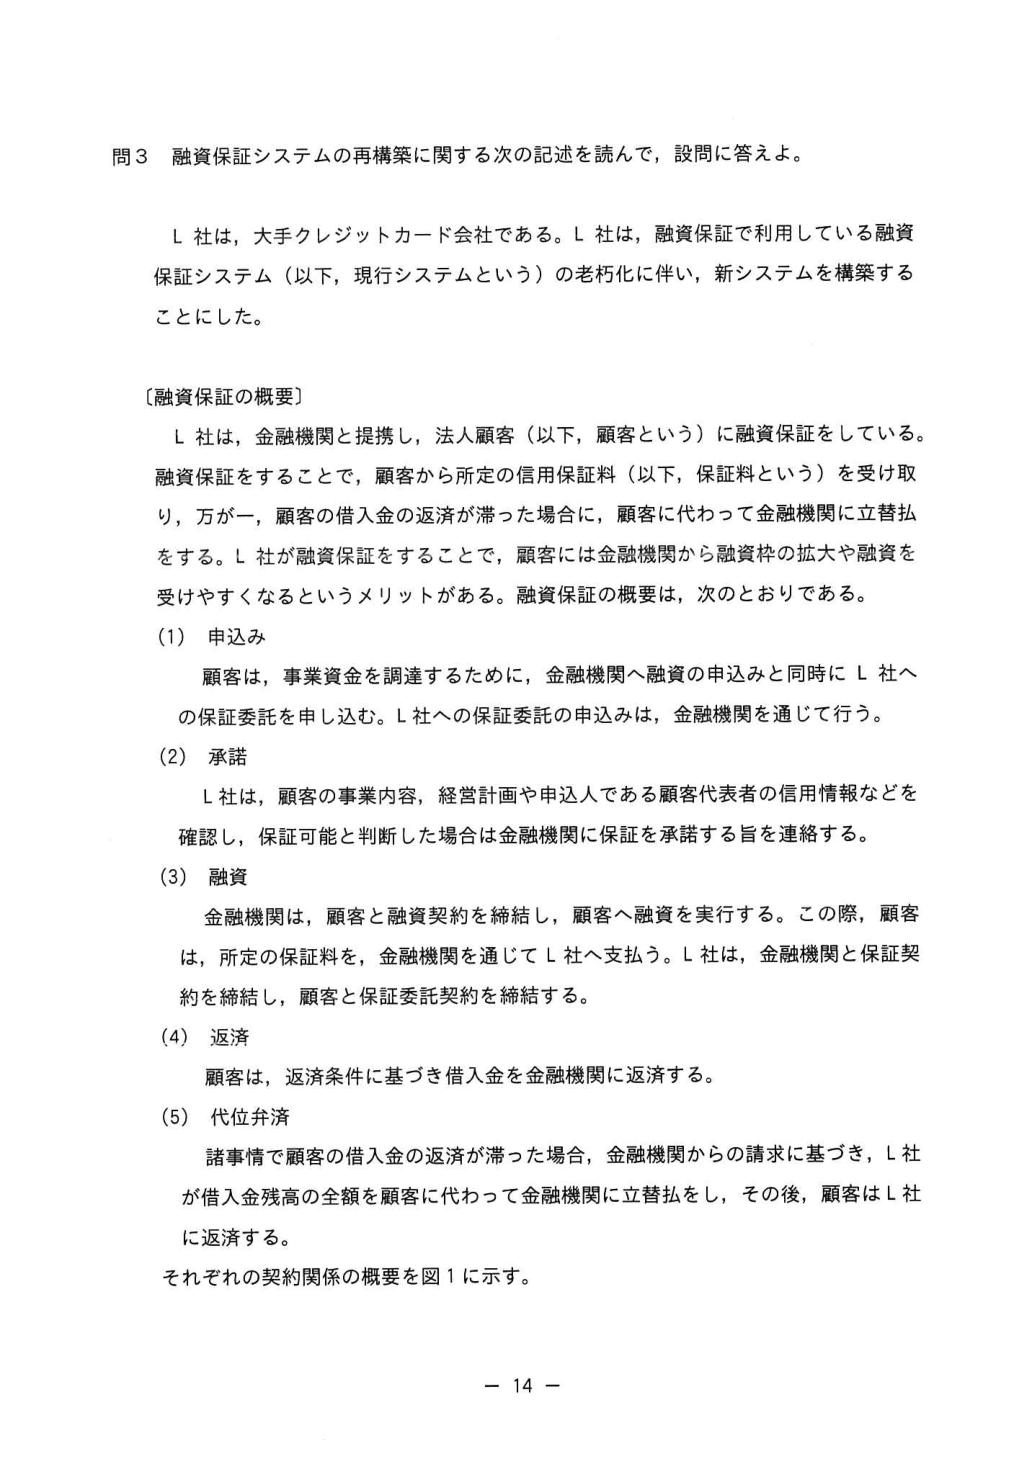 問3 融資保証システムの再構築に関する次の記述を読んで，設問に答えよ。
L 社は，大手クレジットカード会社である。L 社は，融資保証で利用している融資
保証システム（以下，現行システムという）の老朽化に伴い，新システムを構築する
ことにした。
〔融資保証の概要〕
L 社は，金融機関と提携し，法人顧客（以下，顧客という）に融資保証をしている。
融資保証をすることで，顧客から所定の信用保証料（以下，保証料という）を受け取
り，万が一，顧客の借入金の返済が滞った場合に，顧客に代わって金融機関に立替払
をする。L 社が融資保証をすることで，顧客には金融機関から融資枠の拡大や融資を
受けやすくなるというメリットがある。融資保証の概要は，次のとおりである。
(1) 申込み
顧客は，事業資金を調達するために，金融機関へ融資の申込みと同時に L 社へ
の保証委託を申し込む。L 社への保証委託の申込みは，金融機関を通じて行う。
(2) 承諾
L 社は，顧客の事業内容，経営計画や申込人である顧客代表者の信用情報などを
確認し，保証可能と判断した場合は金融機関に保証を承諾する旨を連絡する。
(3) 融資
金融機関は，顧客と融資契約を締結し，顧客へ融資を実行する。この際，顧客
は，所定の保証料を，金融機関を通じて L 社へ支払う。L 社は，金融機関と保証契
約を締結し，顧客と保証委託契約を締結する。
(4) 返済
顧客は，返済条件に基づき借入金を金融機関に返済する。
(5) 代位弁済
諸事情で顧客の借入金の返済が滞った場合，金融機関からの請求に基づき，L 社
が借入金残高の全額を顧客に代わって金融機関に立替払をし，その後，顧客は L 社
に返済する。
それぞれの契約関係の概要を図 1 に示す。
－ 14 －